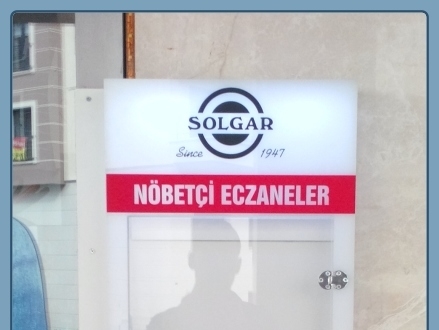 SOLGAR
Since 1947
NÖBETÇİ ECZANELER